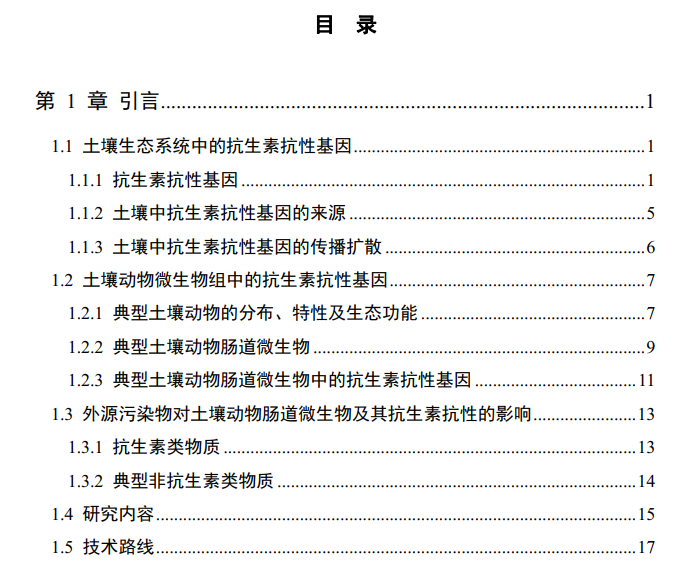 目 录
第 1 章 引言....................1
1.1 土壤生态系统中的抗生素抗性基因....................1
1.1.1 抗生素抗性基因....................1
1.1.2 土壤中抗生素抗性基因的来源....................5
1.1.3 土壤中抗生素抗性基因的传播扩散....................6
1.2 土壤动物微生物组中的抗生素抗性基因....................7
1.2.1 典型土壤动物的分布、特性及生态功能....................7
1.2.2 典型土壤动物肠道微生物....................9
1.2.3 典型土壤动物肠道微生物中的抗生素抗性基因....................11
1.3 外源污染物对土壤动物肠道微生物及其抗生素抗性的影响....................13
1.3.1 抗生素类物质....................13
1.3.2 典型非抗生素类物质....................14
1.4 研究内容....................15
1.5 技术路线....................17